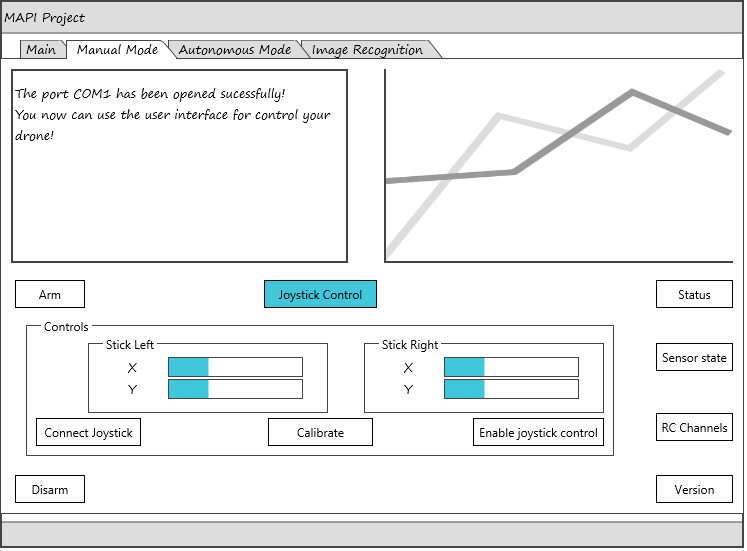 MAPI Project
Main Manual Mode Autonomous Mode Image Recognition
The port COM1 has been opened sucessfully!
You now can use the user interface for control your
drone!
Arm Joystick Control Status
Controls
Stick Left Stick Right
X X
Y Y
Sensor state
Connect Joystick Calibrate Enable joystick control
RC Channels
Disarm Version